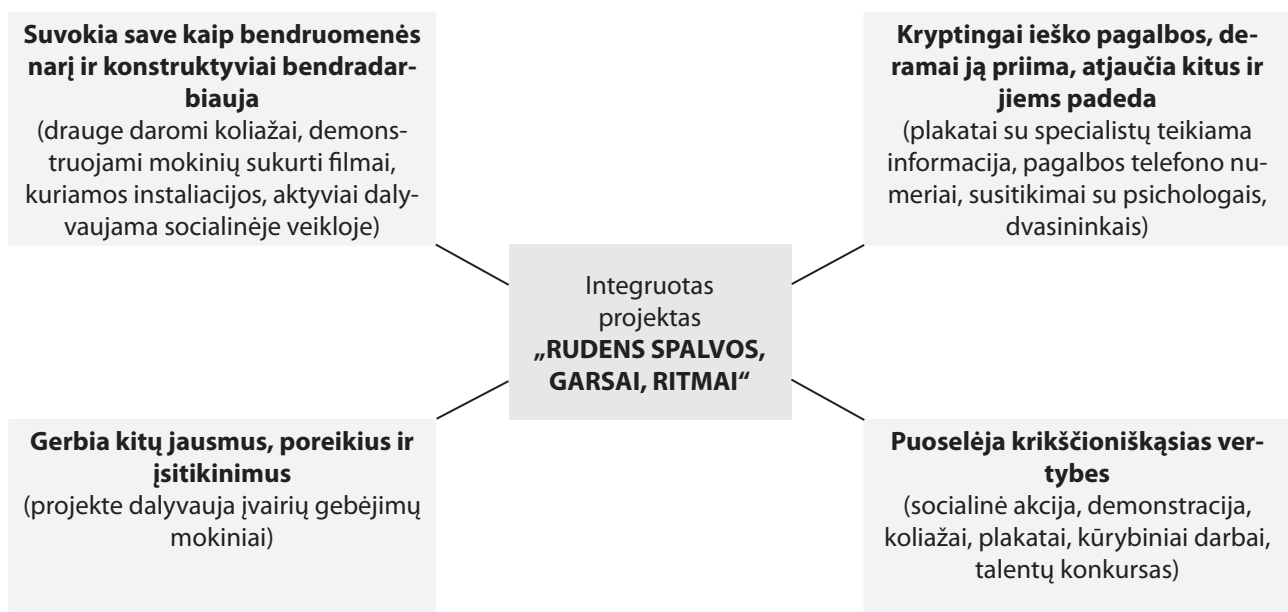 Suvokia save kaip bendruomenės
narį ir konstruktyviai bendradar-
biauja
(drauge daromi koliažai, demons-
truojami mokinių sukurti filmai,
kuriamos instaliacijos, aktyviai daly-
vaujama socialinėje veikloje)
Kryptingai ieško pagalbos, de-
ramai ją priima, atjaučia kitus ir
jiems padeda
(plakatai su specialistų teikiama
informacija, pagalbos telefono nu-
meriai, susitikimai su psichologais,
dvasininkais)
Integruotas
projektas
„RUDENS SPALVOS,
GARSAI, RITMAI“
Gerbia kitų jausmus, poreikius ir
įsitikinimus
(projekte dalyvauja įvairių gebėjimų
mokiniai)
Puoselėja krikščioniškąsias ver-
tybes
(socialinė akcija, demonstracija,
koliažai, plakatai, kūrybiniai darbai,
talentų konkursas)